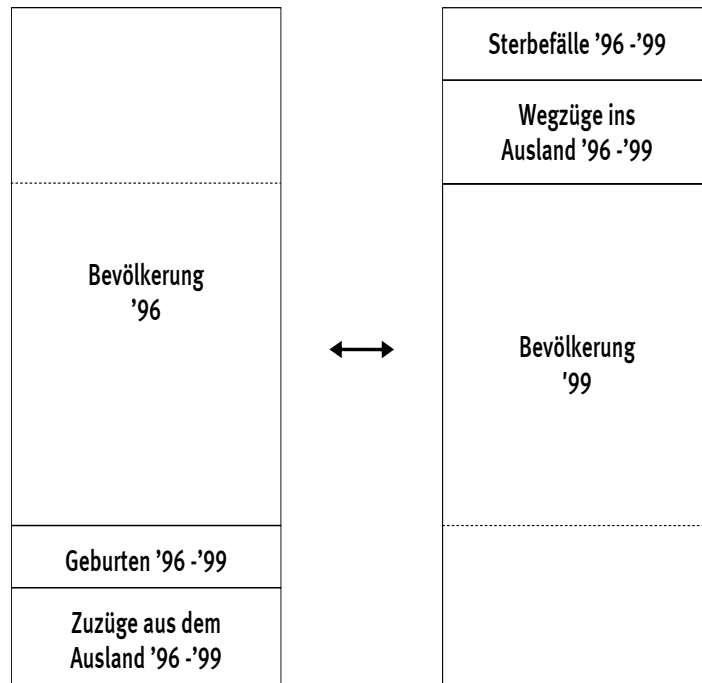 Bevölkerung
’96
Geburten ’96 -’99
Zuzüge aus dem
Ausland ’96 -’99
Sterbefälle ’96 -’99
Wegzüge ins
Ausland ’96 -’99
Bevölkerung
'99